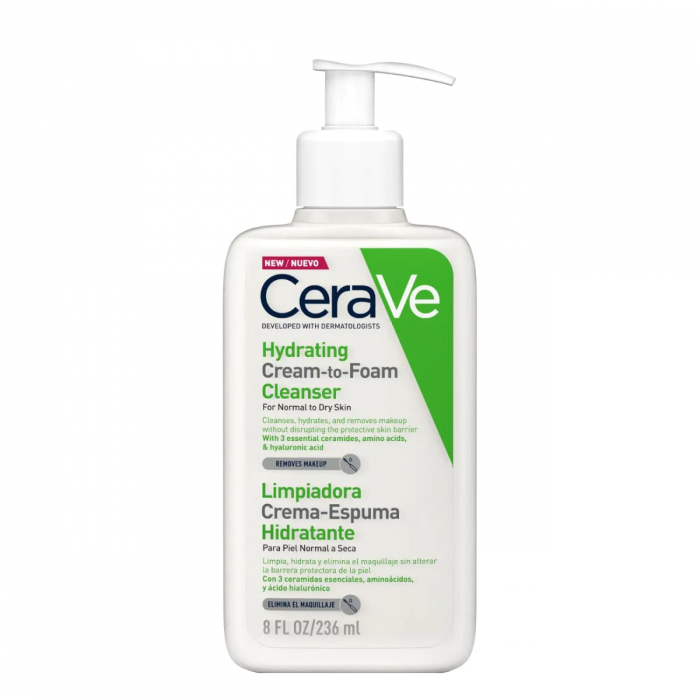 NEW / NUEVO
CeraVe
DEVELOPED WITH DERMATOLOGISTS
Hydrating
Cream-to-Foam
Cleanser
For Normal to Dry Skin
Cleanses, hydrates, and removes makeup
without disrupting the protective skin barrier
With 3 essential ceramides, amino acids,
& hyaluronic acid
REMOVES MAKEUP
Limpiadora
Crema-Espuma
Hidratante
Para Piel Normal a Seca
Limpia, hidrata y elimina el maquillaje sin alterar
la barrera protectora de la piel
Con 3 ceramidas esenciales, aminoácidos,
y ácido hialurónico
ELIMINA EL MAQUILLAJE
8 FL OZ/236 ml